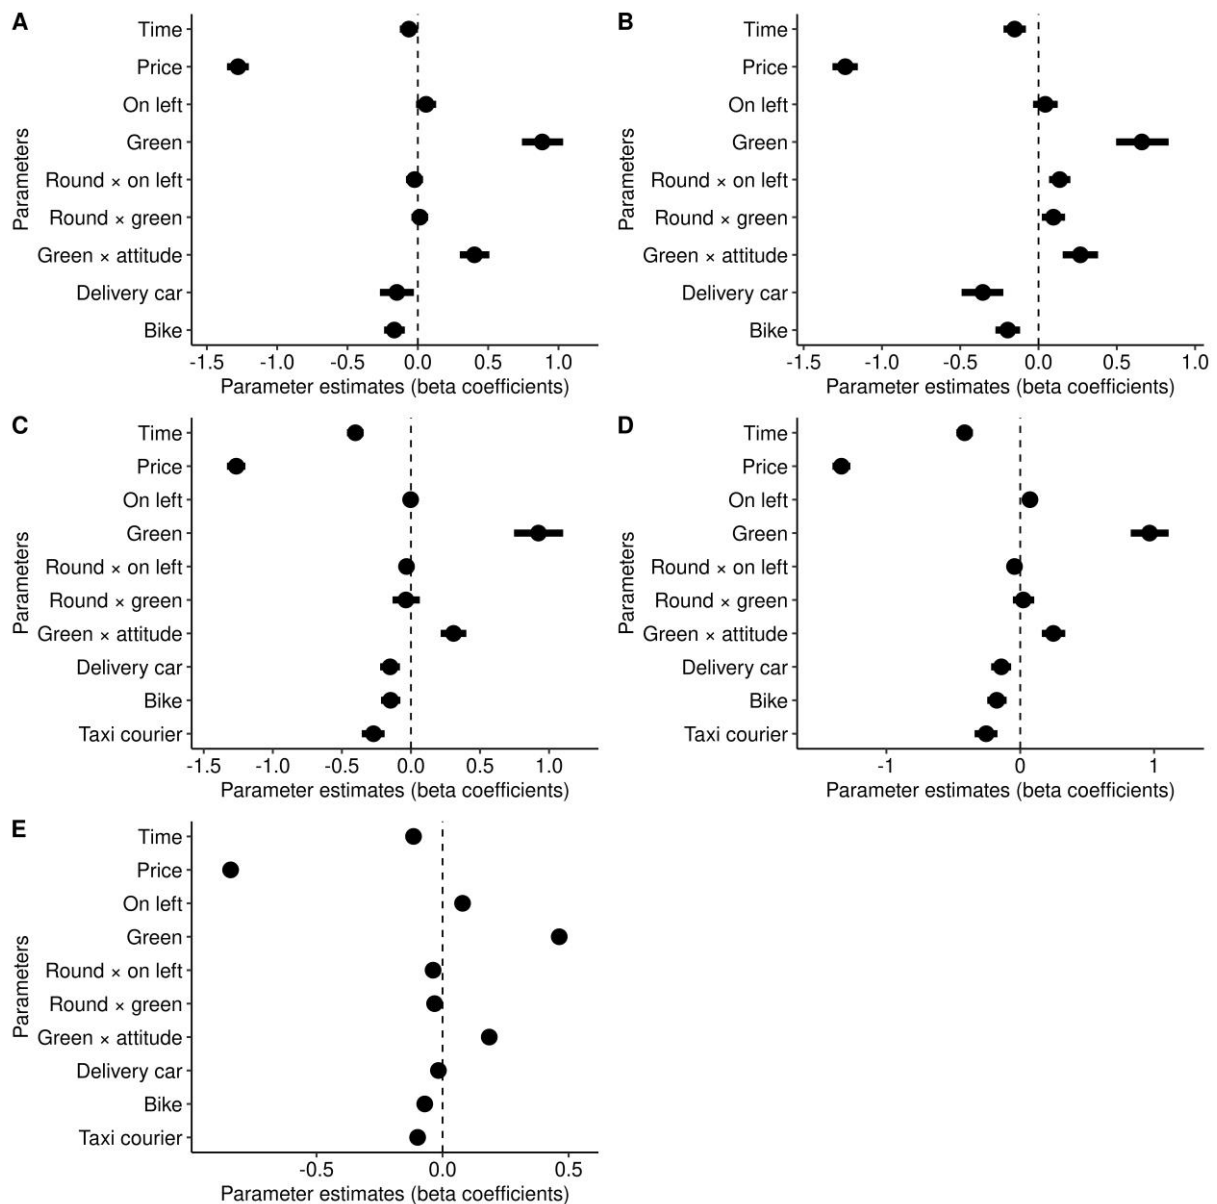 A
Parameters
Time
Price
On left
Green
Round × on left
Round × green
Green × attitude
Delivery car
Bike
-1.5 -1.0 -0.5 0.0 0.5 1.0
Parameter estimates (beta coefficients)
B
Parameters
Time
Price
On left
Green
Round × on left
Round × green
Green × attitude
Delivery car
Bike
-1.5 -1.0 -0.5 0.0 0.5 1.0
Parameter estimates (beta coefficients)
C
Parameters
Time
Price
On left
Green
Round × on left
Round × green
Green × attitude
Delivery car
Bike
Taxi courier
-1.5 -1.0 -0.5 0.0 0.5 1.0
Parameter estimates (beta coefficients)
D
Parameters
Time
Price
On left
Green
Round × on left
Round × green
Green × attitude
Delivery car
Bike
Taxi courier
-1 0 1
Parameter estimates (beta coefficients)
E
Parameters
Time
Price
On left
Green
Round × on left
Round × green
Green × attitude
Delivery car
Bike
Taxi courier
-0.5 0.0 0.5
Parameter estimates (beta coefficients)